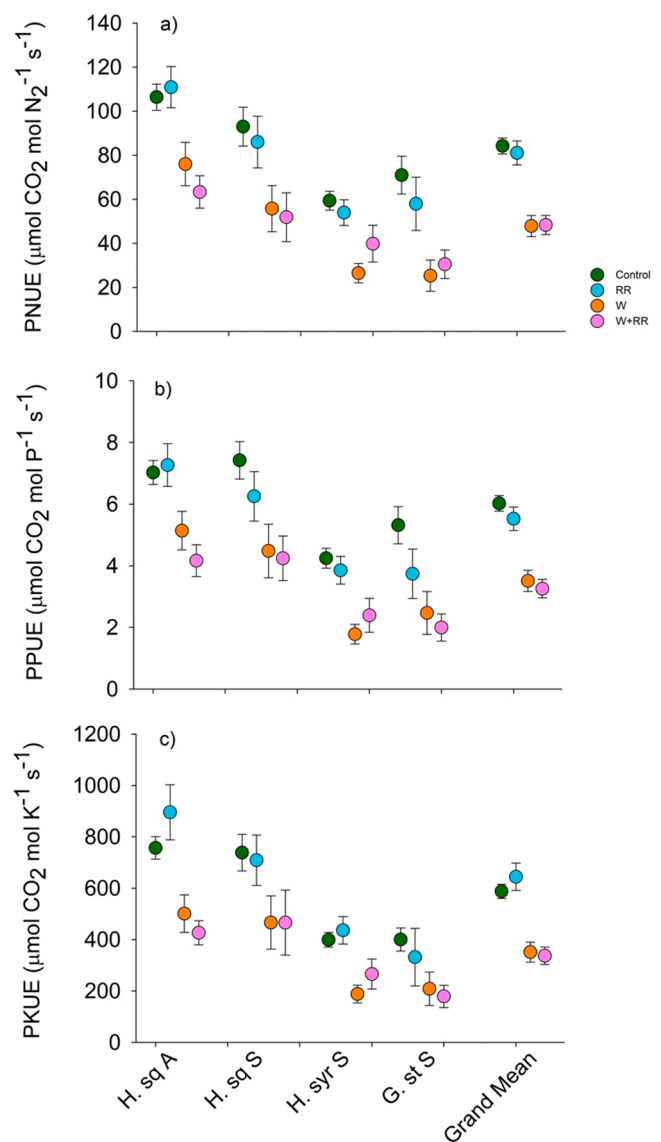 a)
140
120
100
80
60
40
20
0
PNUE (μmol CO₂ mol N₂⁻¹ s⁻¹)
Control
RR
W
W+RR
b)
10
8
6
4
2
0
PPUE (μmol CO₂ mol P⁻¹ s⁻¹)
c)
1200
1000
800
600
400
200
0
PKUE (μmol CO₂ mol K⁻¹ s⁻¹)
H. sq A
H. sq S
H. syr S
G. st S
Grand Mean